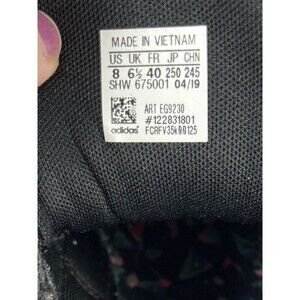 MADE IN VIETNAM
US UK FR JP CHN
8 6½ 40 250 245
SHW 675001 04/19
ART EG9230
#122831801
adidas FCRFV35k00125